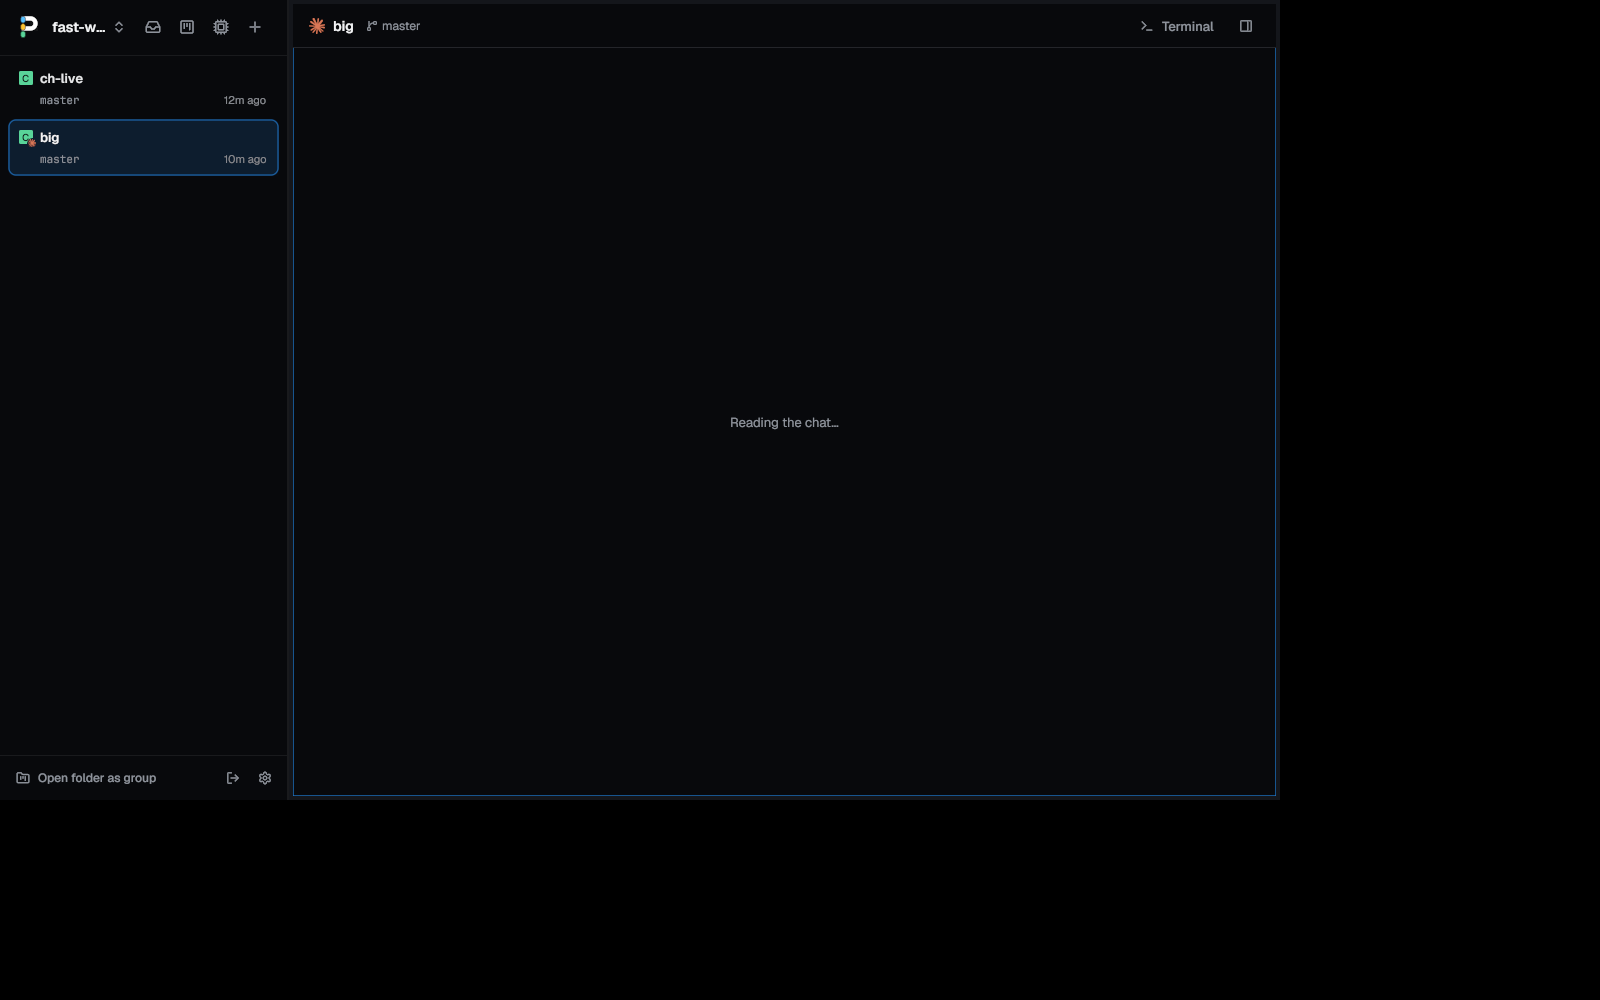 fast-w...
C ch-live
master 12m ago
C big
master 10m ago
Open folder as group
big master
Terminal
Reading the chat...